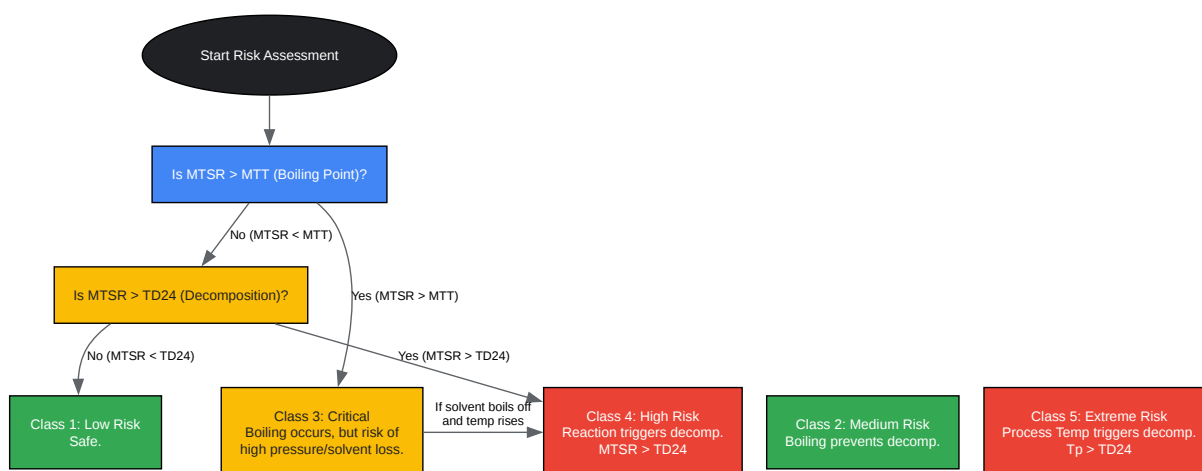 Start Risk Assessment
Is MTSR > MTT (Boiling Point)?
No (MTSR < MTT)
Is MTSR > TD24 (Decomposition)?
Yes (MTSR > MTT)
No (MTSR < TD24)
Yes (MTSR > TD24)
Class 1: Low Risk
Safe.
Class 3: Critical
Boiling occurs, but risk of
high pressure/solvent loss.
If solvent boils off
and temp rises
Class 4: High Risk
Reaction triggers decomp.
MTSR > TD24
Class 2: Medium Risk
Boiling prevents decomp.
Class 5: Extreme Risk
Process Temp triggers decomp.
Tp > TD24